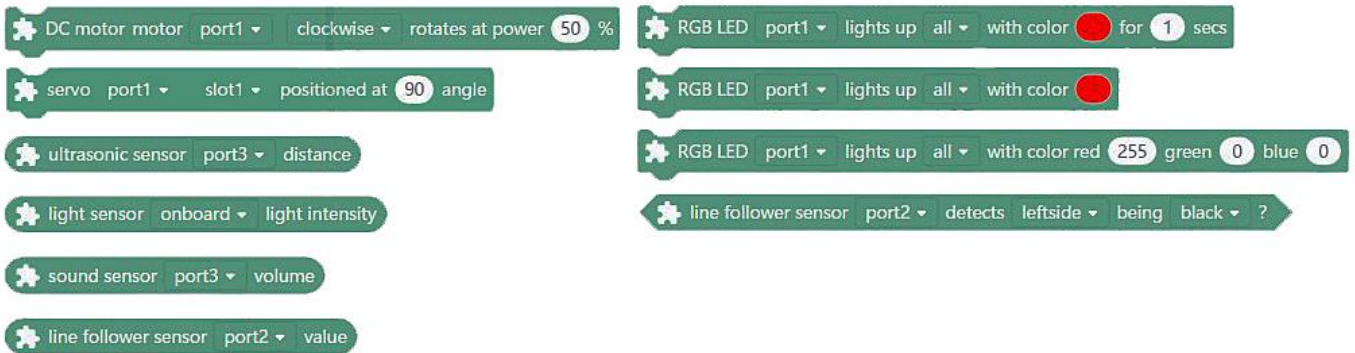 DC motor motor port1 clockwise rotates at power 50 %
servo port1 slot1 positioned at 90 angle
ultrasonic sensor port3 distance
light sensor onboard light intensity
sound sensor port3 volume
line follower sensor port2 value
RGB LED port1 lights up all with color for 1 secs
RGB LED port1 lights up all with color
RGB LED port1 lights up all with color red 255 green 0 blue 0
line follower sensor port2 detects leftside being black ?